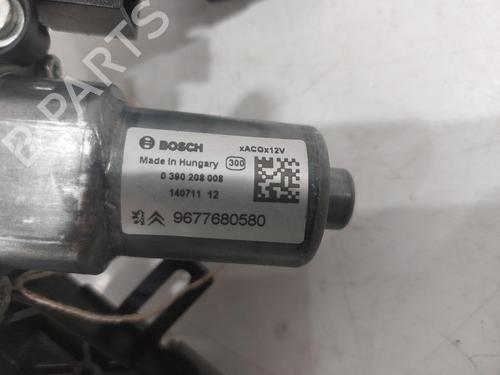 B PARTS
BOSCH xACOx12V
Made in Hungary 300
0 390 208 008
140711 12
9677680580